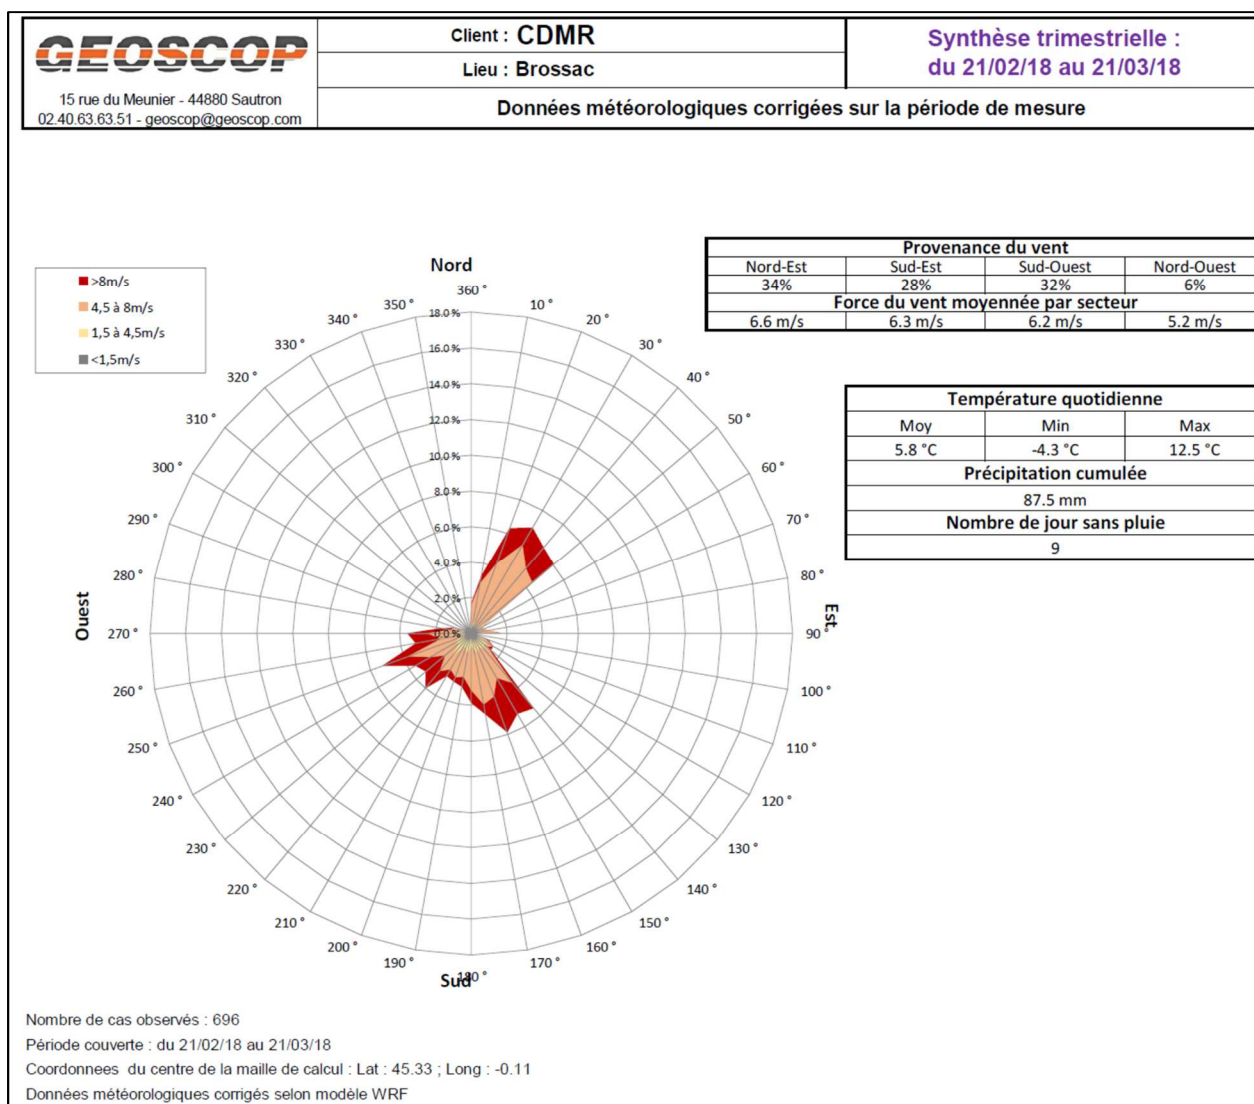 GEOSCOP
15 rue du Meunier - 44880 Sautron
02.40.63.63.51 - geoscop@geoscop.com
Client : CDMR
Lieu : Brossac
Synthèse trimestrielle :
du 21/02/18 au 21/03/18
Données météorologiques corrigées sur la période de mesure
Provenance du vent
Nord-Est Sud-Est Sud-Ouest Nord-Ouest
34% 28% 32% 6%
Force du vent moyennée par secteur
6.6 m/s 6.3 m/s 6.2 m/s 5.2 m/s
Température quotidienne
Moy Min Max
5.8 °C -4.3 °C 12.5 °C
Précipitation cumulée
87.5 mm
Nombre de jour sans pluie
9
>8m/s
4,5 à 8m/s
1,5 à 4,5m/s
<1,5m/s
Nord
360 °
10 °
20 °
30 °
40 °
50 °
60 °
70 °
80 °
Est
90 °
100 °
110 °
120 °
130 °
140 °
150 °
160 °
170 °
180 °
Sud
190 °
200 °
210 °
220 °
230 °
240 °
250 °
260 °
270 °
Ouest
280 °
290 °
300 °
310 °
320 °
330 °
340 °
350 °
18.0 %
16.0 %
14.0 %
12.0 %
10.0 %
8.0 %
6.0 %
4.0 %
2.0 %
0.0 %
Nombre de cas observés : 696
Période couverte : du 21/02/18 au 21/03/18
Coordonnees du centre de la maille de calcul : Lat : 45.33 ; Long : -0.11
Données météorologiques corrigés selon modèle WRF